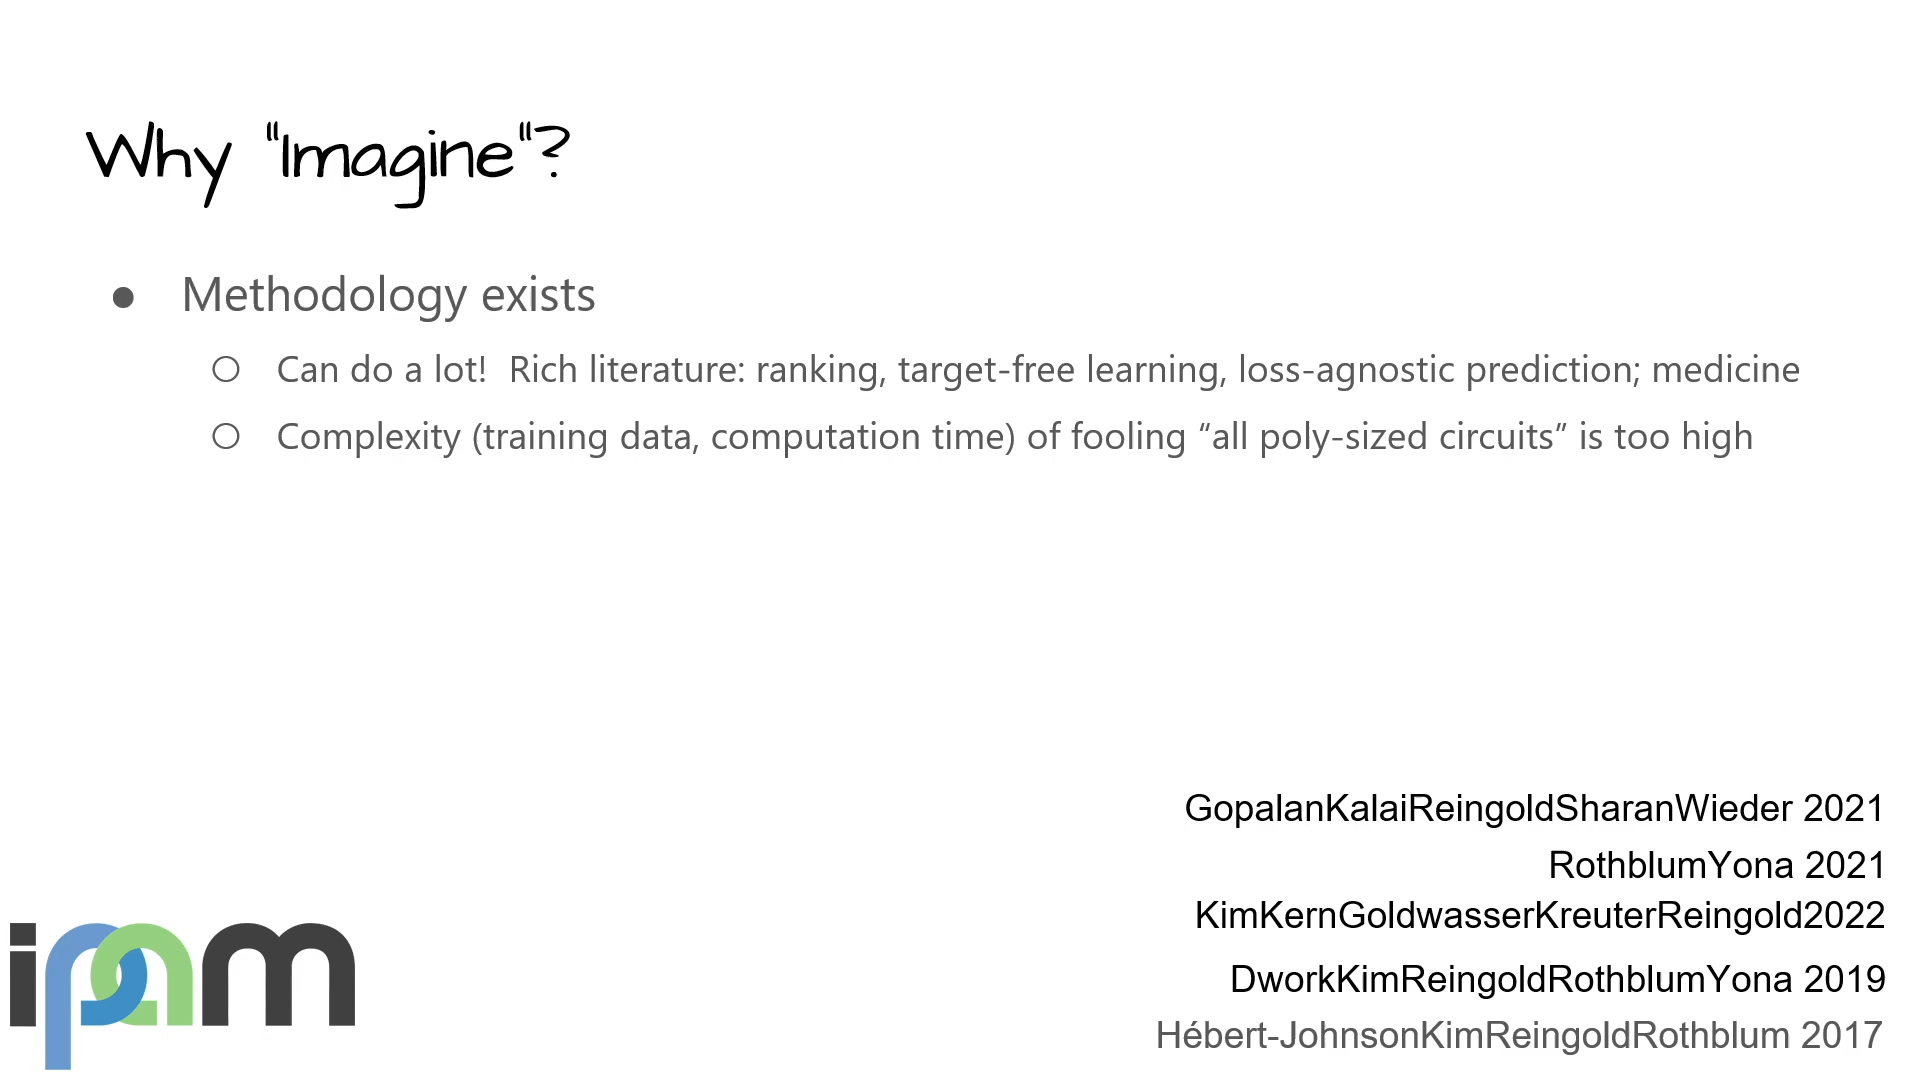 Why "Imagine"?
● Methodology exists
○ Can do a lot!  Rich literature: ranking, target-free learning, loss-agnostic prediction; medicine
○ Complexity (training data, computation time) of fooling “all poly-sized circuits” is too high
GopalanKalaiReingoldSharanWieder 2021
RothblumYona 2021
KimKernGoldwasserKreuterReingold2022
DworkKimReingoldRothblumYona 2019
Hébert-JohnsonKimReingoldRothblum 2017
ipam